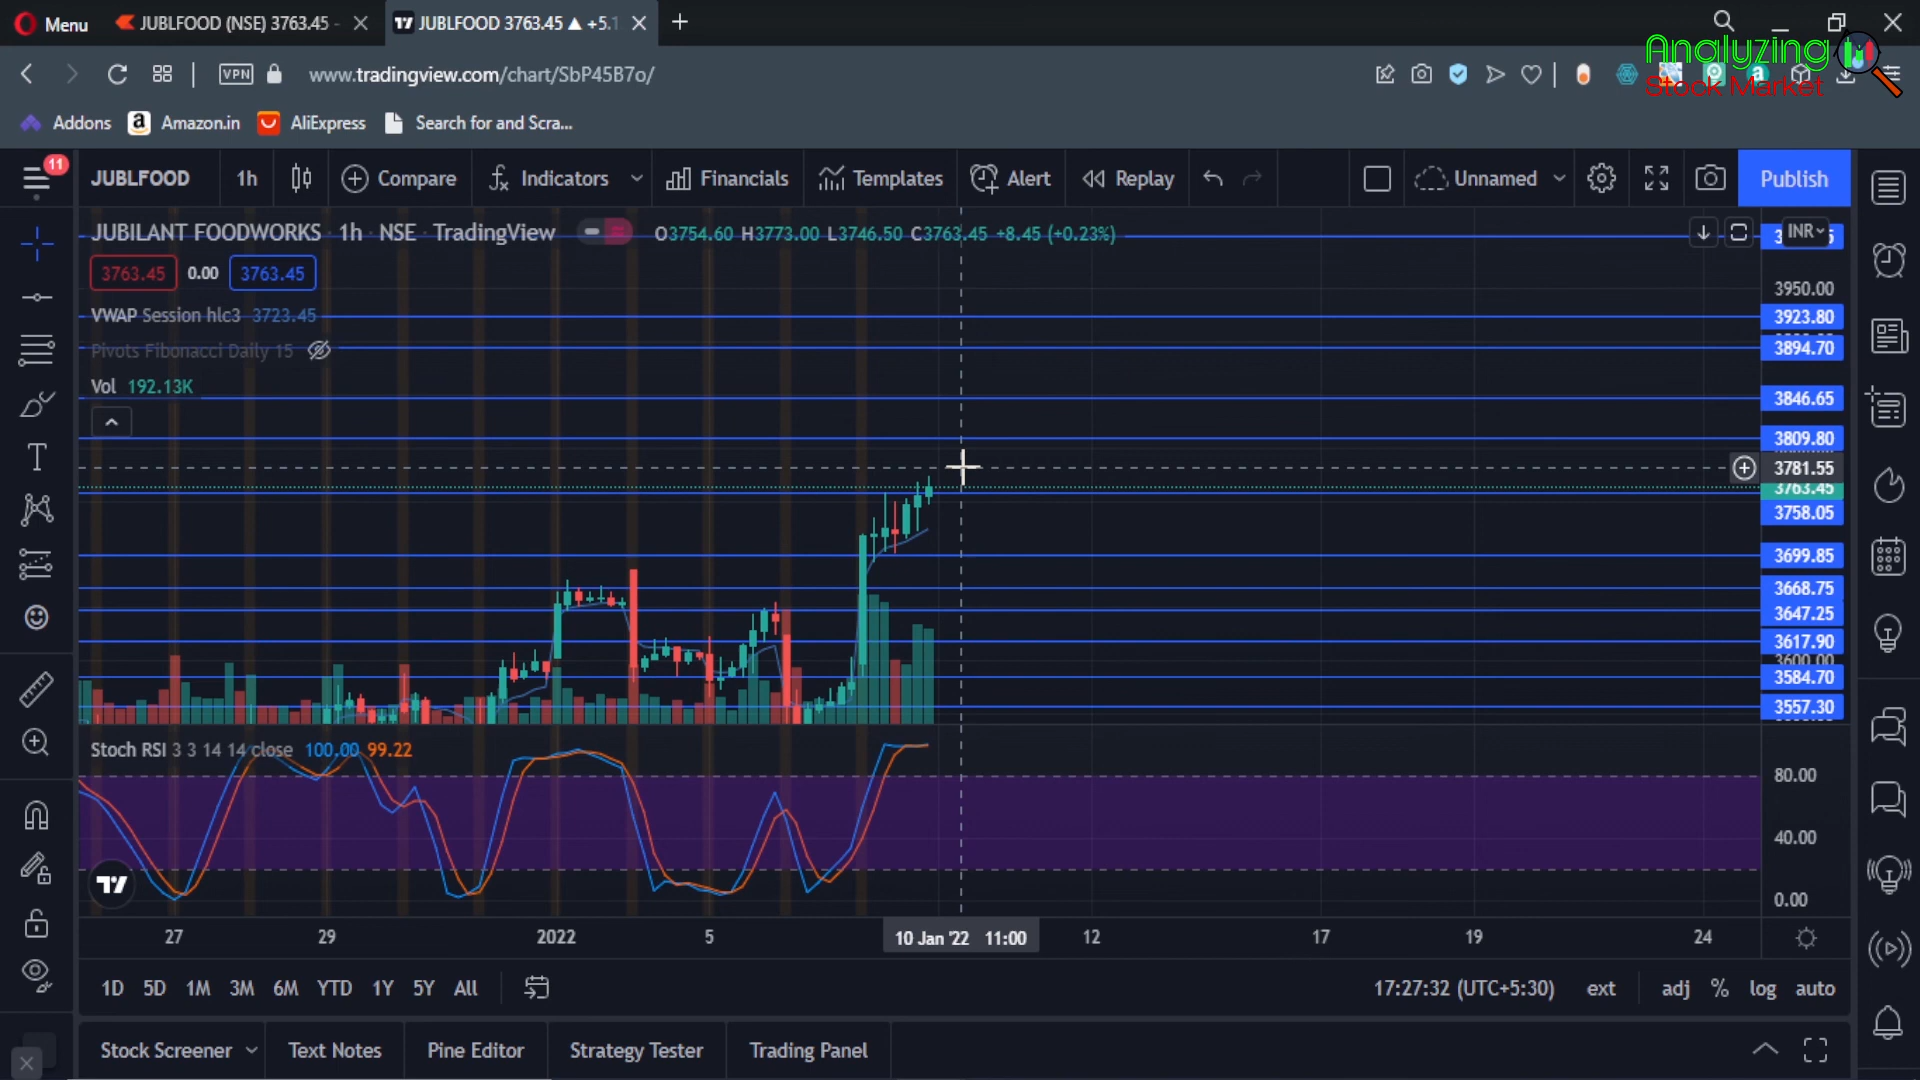 Menu
JUBLFOOD (NSE) 3763.45 -
JUBLFOOD 3763.45 ▲ +5.1
VPN
www.tradingview.com/chart/SbP45B7o/
Analyzing
Stock Market
Addons
Amazon.in
AliExpress
Search for and Scra...
11
JUBLFOOD
1h
Compare
Indicators
Financials
Templates
Alert
Replay
Unnamed
Publish
JUBILANT FOODWORKS · 1h · NSE · TradingView
O3754.60 H3773.00 L3746.50 C3763.45 +8.45 (+0.23%)
INR
3763.45 0.00 3763.45
VWAP Session hlc3 3723.45
Pivots Fibonacci Daily 15
Vol 192.13K
3950.00
3923.80
3894.70
3846.65
3809.80
3781.55
3763.45
3758.05
3699.85
3668.75
3647.25
3617.90
3600.00
3584.70
3557.30
Stoch RSI 3 3 14 14 close 100.00 99.22
80.00
40.00
0.00
27 29 2022 5 10 Jan '22 11:00 12 17 19 24
1D 5D 1M 3M 6M YTD 1Y 5Y All
17:27:32 (UTC+5:30) ext adj % log auto
Stock Screener
Text Notes
Pine Editor
Strategy Tester
Trading Panel